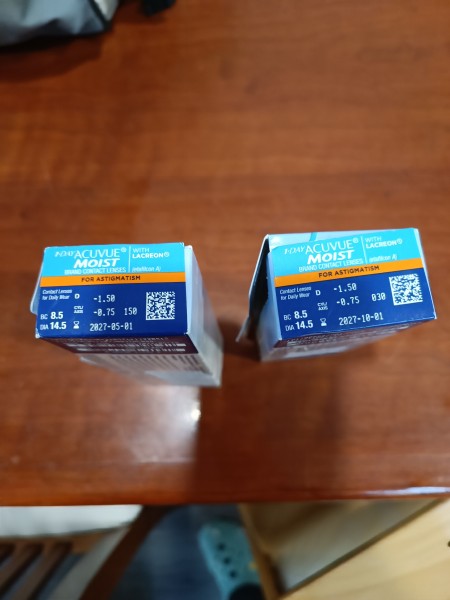 1·DAY ACUVUE® WITH
MOIST LACREON®
BRAND CONTACT LENSES (etafilcon A)
FOR ASTIGMATISM
Contact Lenses
for Daily Wear
D -1.50
CYL/AXIS -0.75 150
BC 8.5
DIA 14.5 2027-05-01
1·DAY ACUVUE® WITH
MOIST LACREON®
BRAND CONTACT LENSES (etafilcon A)
FOR ASTIGMATISM
Contact Lenses
for Daily Wear
D -1.50
CYL/AXIS -0.75 030
BC 8.5
DIA 14.5 2027-10-01